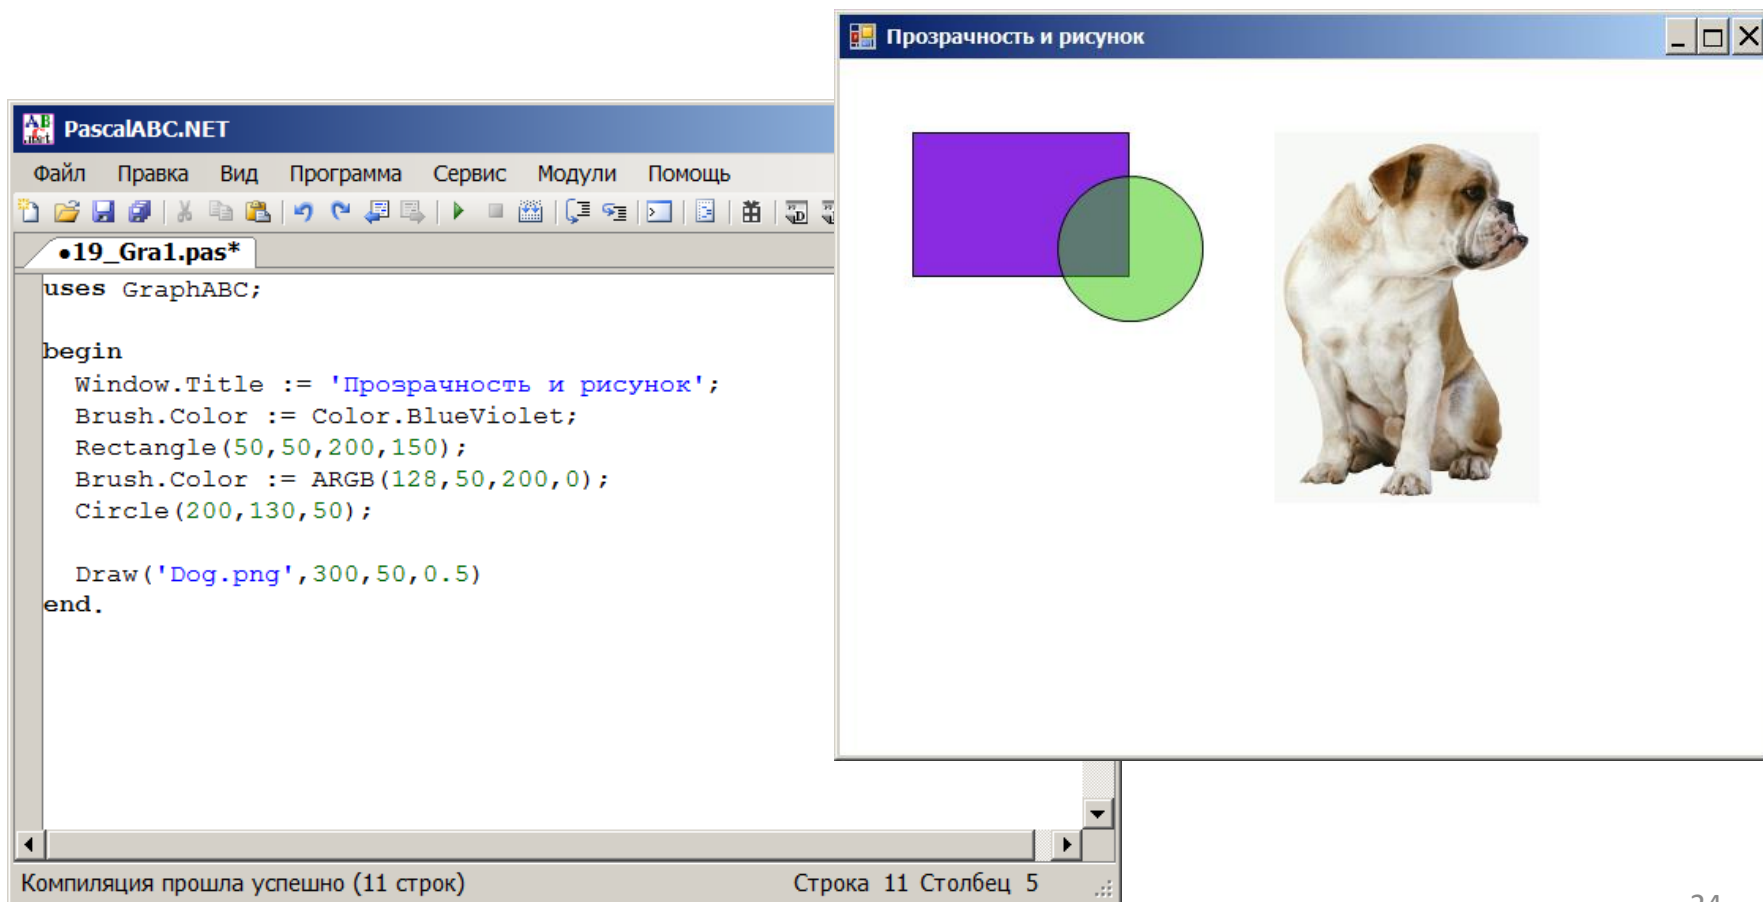 Прозрачность и рисунок
PascalABC.NET
Файл Правка Вид Программа Сервис Модули Помощь
•19_Gra1.pas*
uses GraphABC;
begin
Window.Title := 'Прозрачность и рисунок';
Brush.Color := Color.BlueViolet;
Rectangle(50,50,200,150);
Brush.Color := ARGB(128,50,200,0);
Circle(200,130,50);
Draw('Dog.png',300,50,0.5)
end.
Компиляция прошла успешно (11 строк) Строка 11 Столбец 5